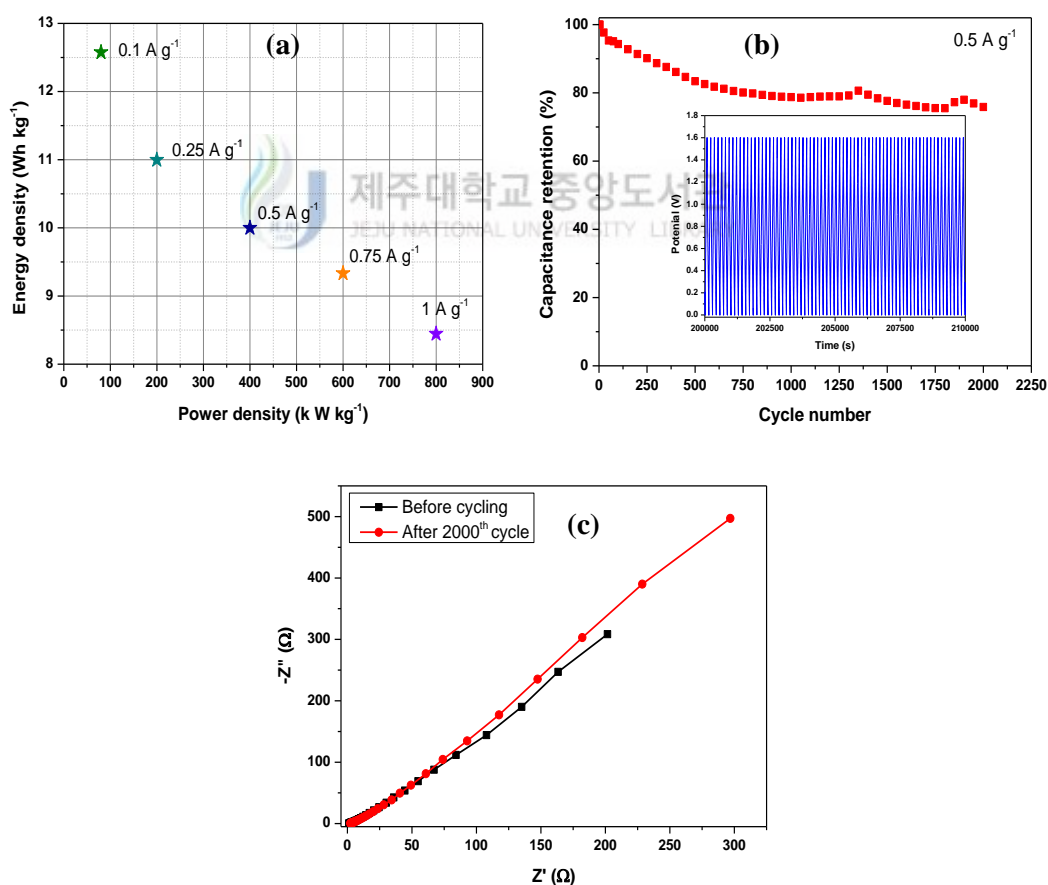 (a)
0.1 A g⁻¹
0.25 A g⁻¹
0.5 A g⁻¹
0.75 A g⁻¹
1 A g⁻¹
Energy density (Wh kg⁻¹)
13
12
11
10
9
8
0 100 200 300 400 500 600 700 800 900
Power density (k W kg⁻¹)
(b)
0.5 A g⁻¹
Capacitance retention (%)
100
80
60
40
20
0
0 250 500 750 1000 1250 1500 1750 2000 2250
Cycle number
Potenial (V)
1.8
1.6
1.4
1.2
1.0
0.8
0.6
0.4
0.2
0.0
200000 202500 205000 207500 210000
Time (s)
제주대학교 중앙도서관
JEJU NATIONAL UNIVERSITY LIBRARY
JEJU
1952
(c)
Before cycling
After 2000th cycle
-Z" (Ω)
500
400
300
200
100
0
0 50 100 150 200 250 300
Z' (Ω)